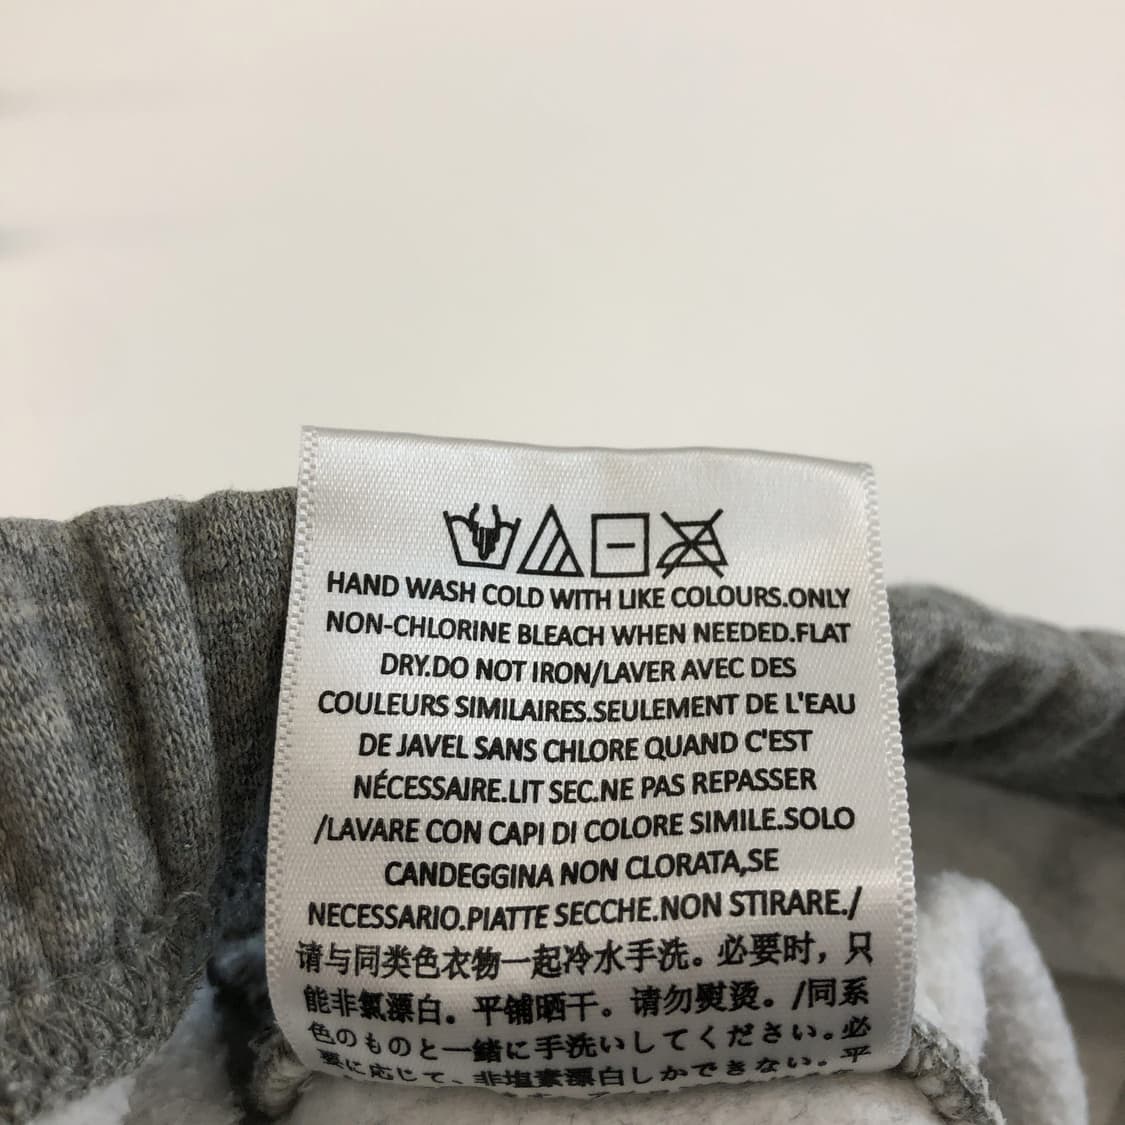 HAND WASH COLD WITH LIKE COLOURS.ONLY
NON-CHLORINE BLEACH WHEN NEEDED.FLAT
DRY.DO NOT IRON/LAVER AVEC DES
COULEURS SIMILAIRES.SEULEMENT DE L'EAU
DE JAVEL SANS CHLORE QUAND C'EST
NÉCESSAIRE.LIT SEC.NE PAS REPASSER
/LAVARE CON CAPI DI COLORE SIMILE.SOLO
CANDEGGINA NON CLORATA,SE
NECESSARIO.PIATTE SECCHE.NON STIRARE./
请与同类色衣物一起冷水手洗。必要时，只
能非氯漂白。平铺晒干。请勿熨烫。/同系
色のものと一緒に手洗いしてください。必
要に応じて、非塩素漂白しかできない。平